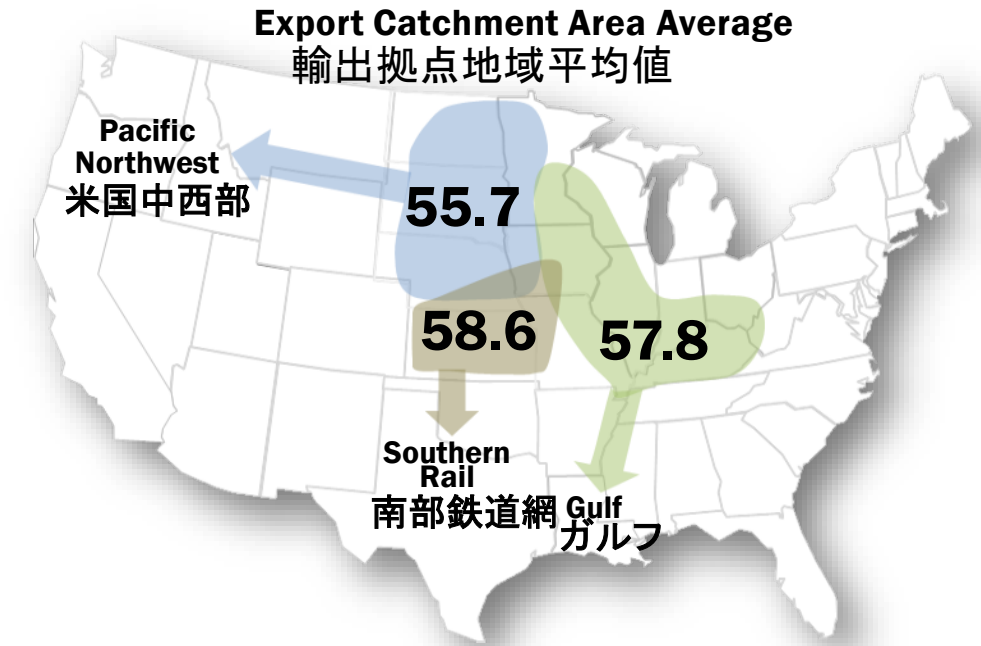 Export Catchment Area Average
輸出拠点地域平均値
Pacific
Northwest
米国中西部
55.7
58.6
57.8
Southern
Rail
南部鉄道網
Gulf
ガルフ